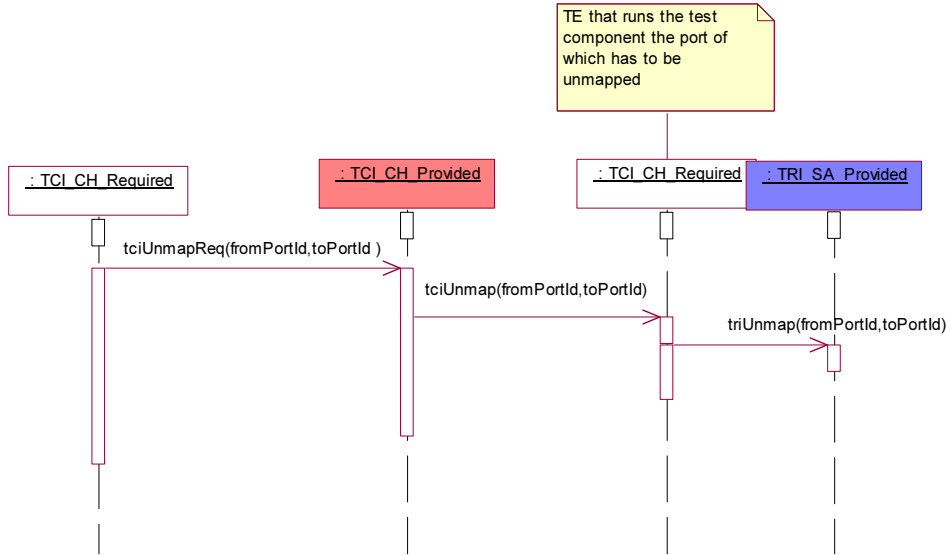 TE that runs the test
component the port of
which has to be
unmapped
: TCI_CH_Required
: TCI_CH_Provided
: TCI_CH_Required
: TRI_SA_Provided
tciUnmapReq(fromPortId,toPortId )
tciUnmap(fromPortId,toPortId)
triUnmap(fromPortId,toPortId)